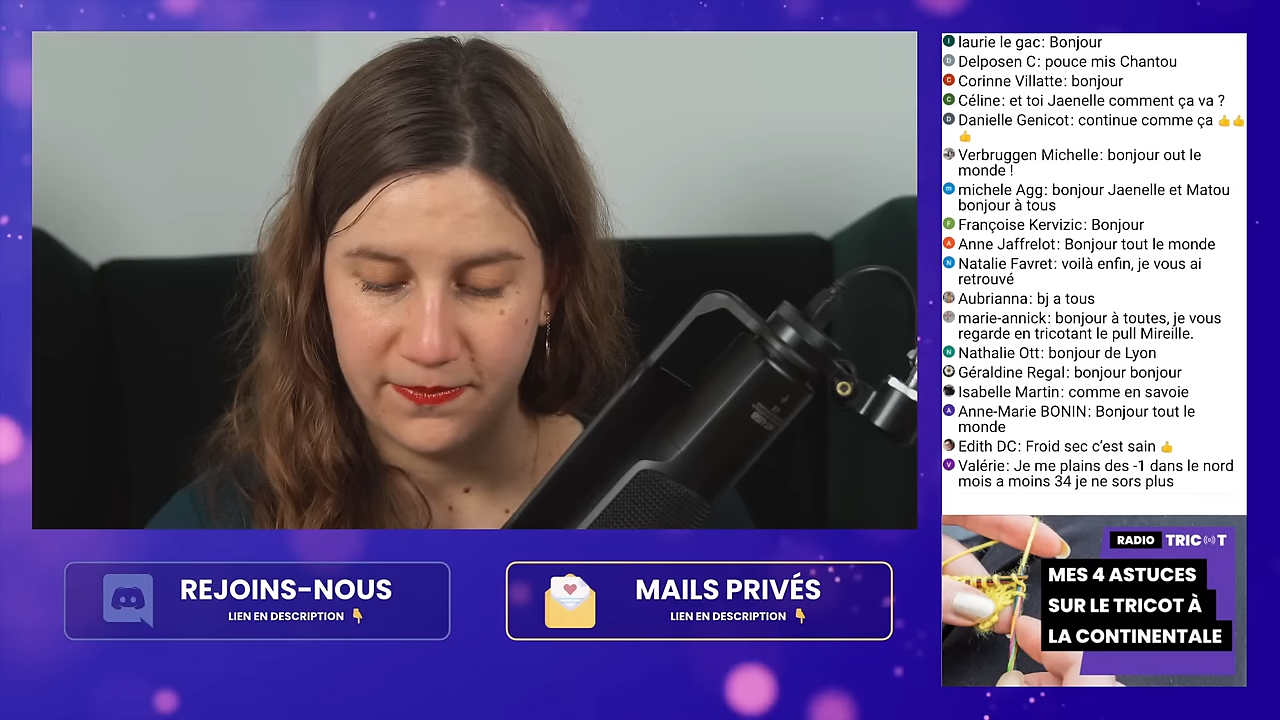 laurie le gac: Bonjour
Delposen C: pouce mis Chantou
Corinne Villatte: bonjour
Céline: et toi Jaenelle comment ça va ?
Danielle Genicot: continue comme ça 👍👍
👍
Verbruggen Michelle: bonjour out le
monde !
michele Agg: bonjour Jaenelle et Matou
bonjour à tous
Françoise Kervizic: Bonjour
Anne Jaffrelot: Bonjour tout le monde
Natalie Favret: voilà enfin, je vous ai
retrouvé
Aubrianna: bj a tous
marie-annick: bonjour à toutes, je vous
regarde en tricotant le pull Mireille.
Nathalie Ott: bonjour de Lyon
Géraldine Regal: bonjour bonjour
Isabelle Martin: comme en savoie
Anne-Marie BONIN: Bonjour tout le
monde
Edith DC: Froid sec c’est sain 👍
Valérie: Je me plains des -1 dans le nord
mois a moins 34 je ne sors plus
RADIO TRICOT
MES 4 ASTUCES
SUR LE TRICOT À
LA CONTINENTALE
REJOINS-NOUS
LIEN EN DESCRIPTION 👇
MAILS PRIVÉS
LIEN EN DESCRIPTION 👇